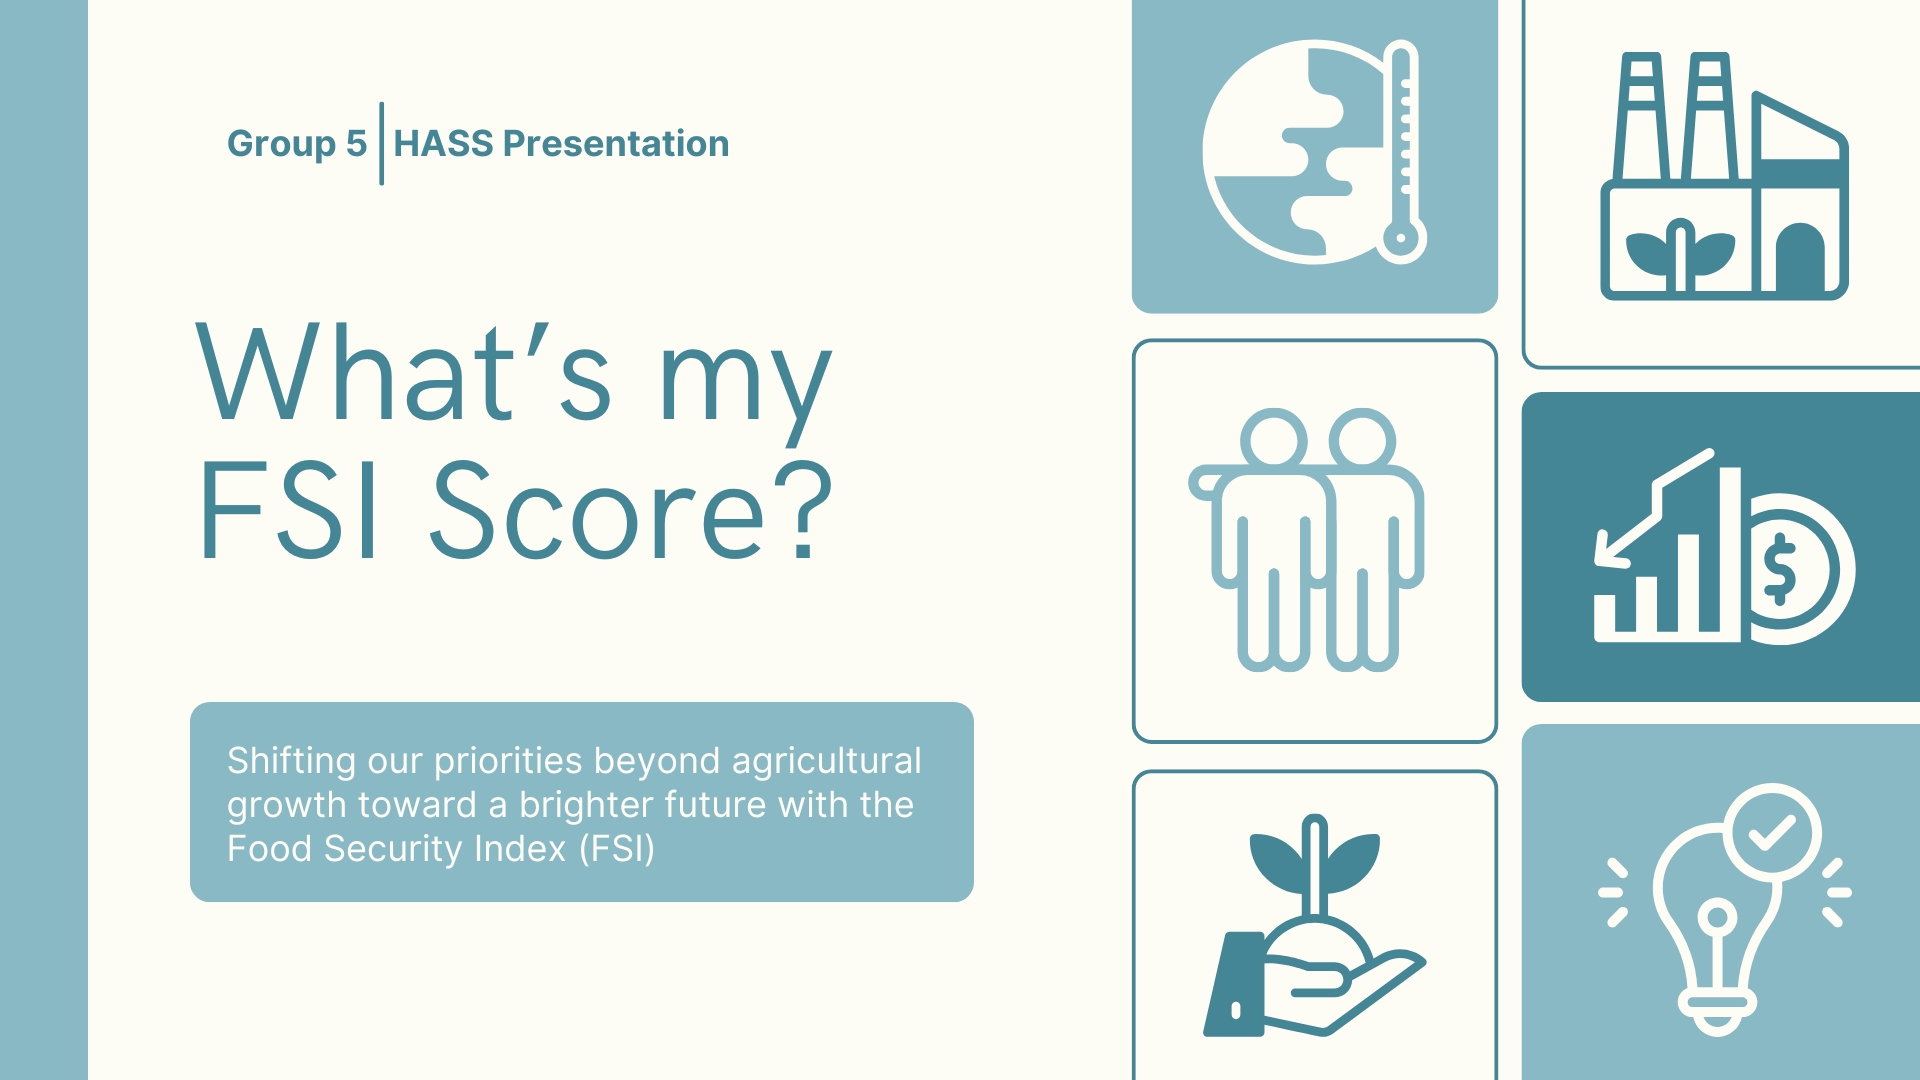 Group 5 HASS Presentation
What’s my
FSI Score?
Shifting our priorities beyond agricultural
growth toward a brighter future with the
Food Security Index (FSI)
$